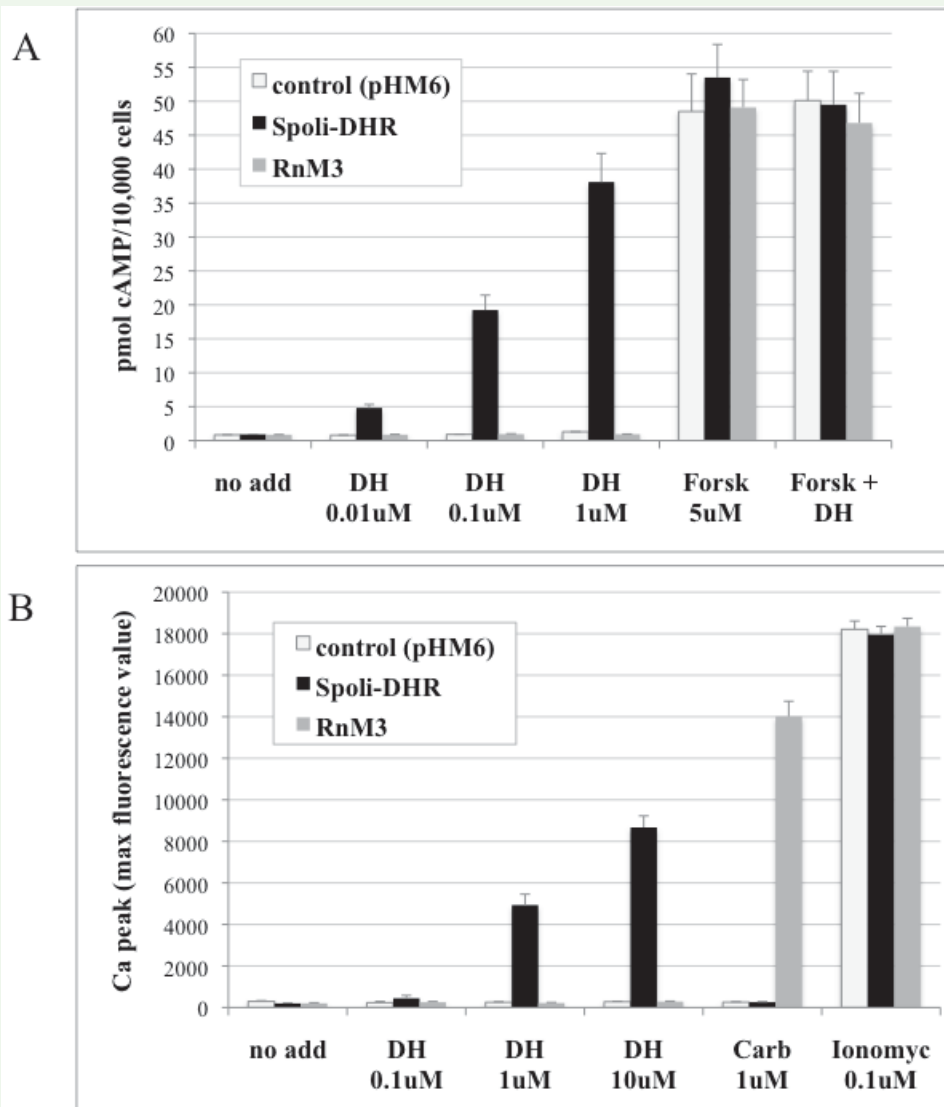 A
60
55
50
45
40
35
30
25
20
15
10
5
0
pmol cAMP/10,000 cells
control (pHM6)
Spoli-DHR
RnM3
no add
DH
0.01uM
DH
0.1uM
DH
1uM
Forsk
5uM
Forsk +
DH
B
20000
18000
16000
14000
12000
10000
8000
6000
4000
2000
0
Ca peak (max fluorescence value)
control (pHM6)
Spoli-DHR
RnM3
no add
DH
0.1uM
DH
1uM
DH
10uM
Carb
1uM
Ionomyc
0.1uM